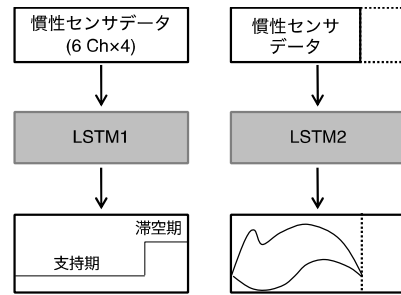 慣性センサデータ
(6 Ch×4)
慣性センサ
データ
LSTM1
LSTM2
滞空期
支持期